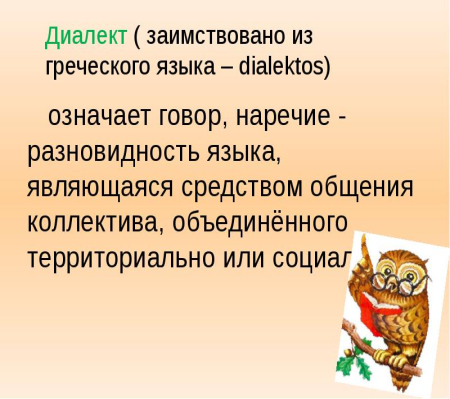 Диалект ( заимствовано из
греческого языка – dialektos)
означает говор, наречие -
разновидность языка,
являющаяся средством общения
коллектива, объединённого
территориально или